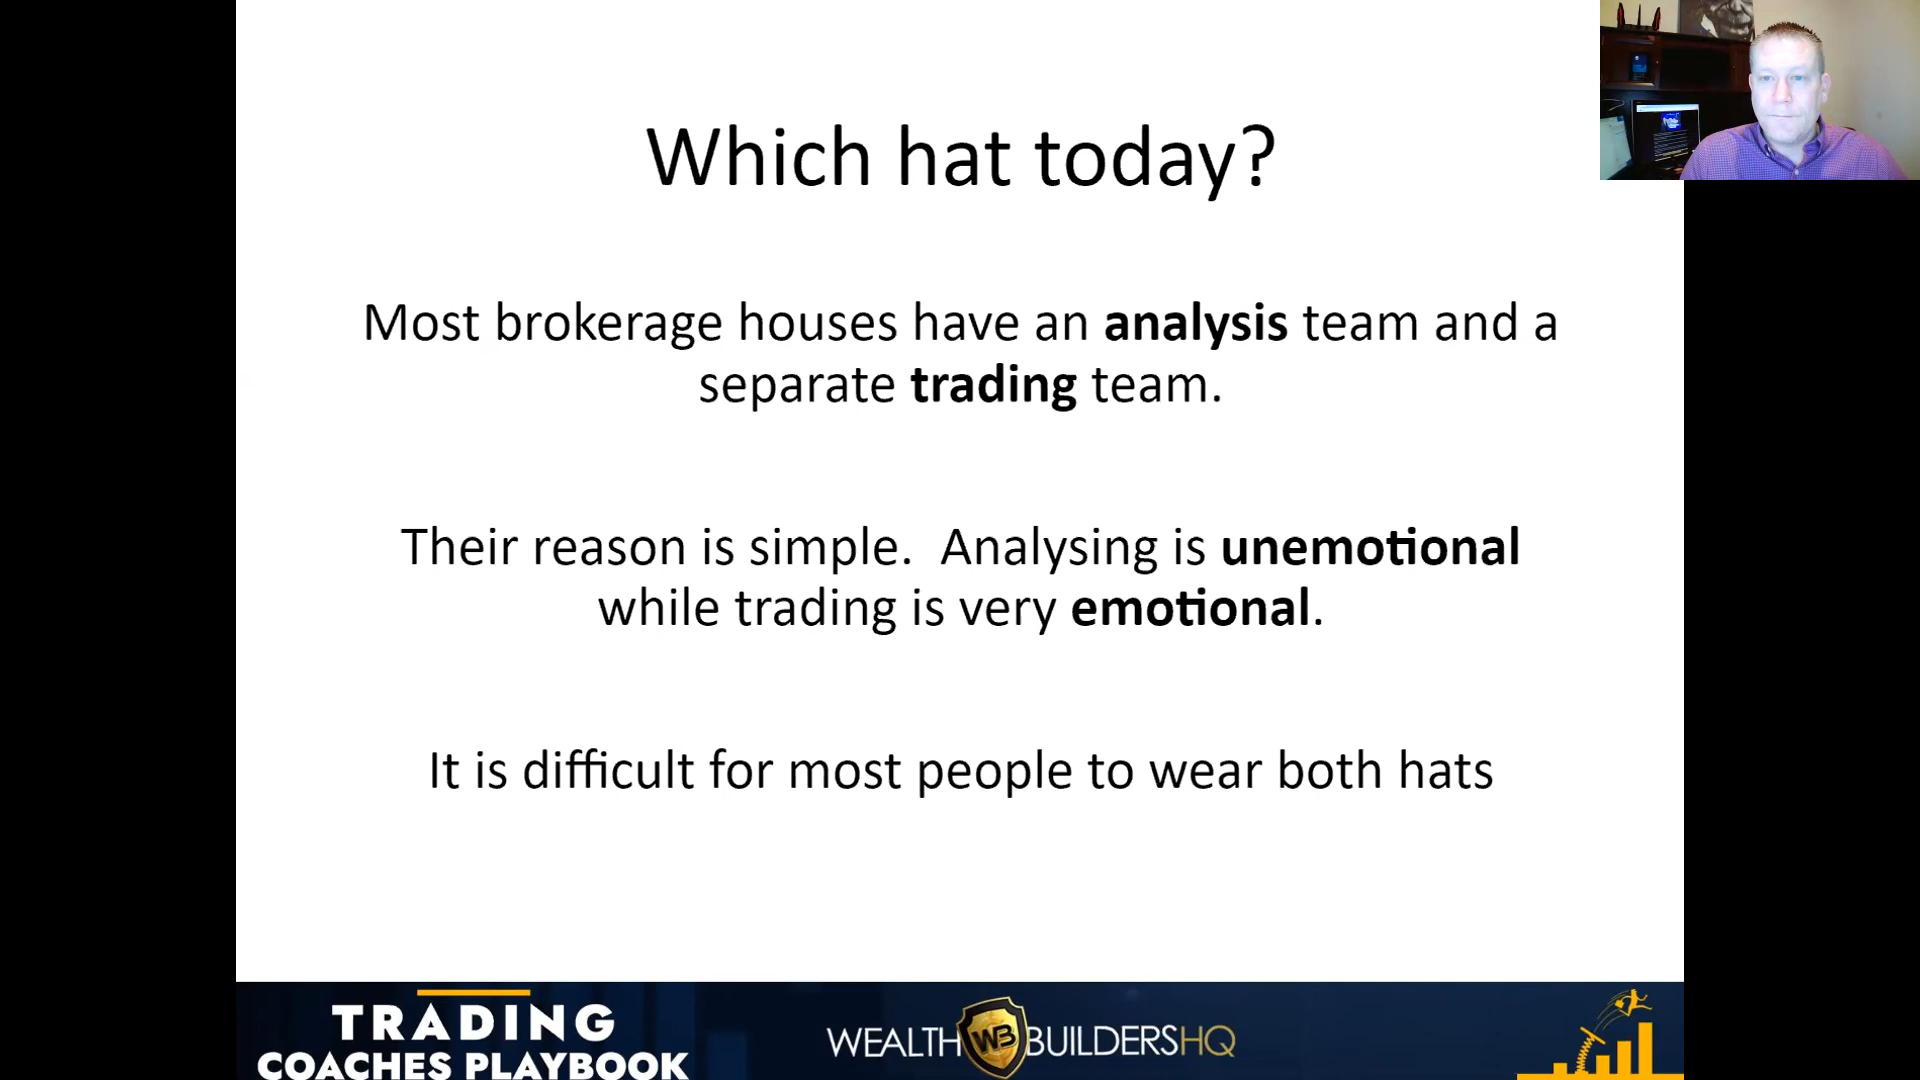 Which hat today?
Most brokerage houses have an analysis team and a
separate trading team.
Their reason is simple.  Analysing is unemotional
while trading is very emotional.
It is difficult for most people to wear both hats
TRADING
COACHES PLAYBOOK
WEALTH WB BUILDERSHQ